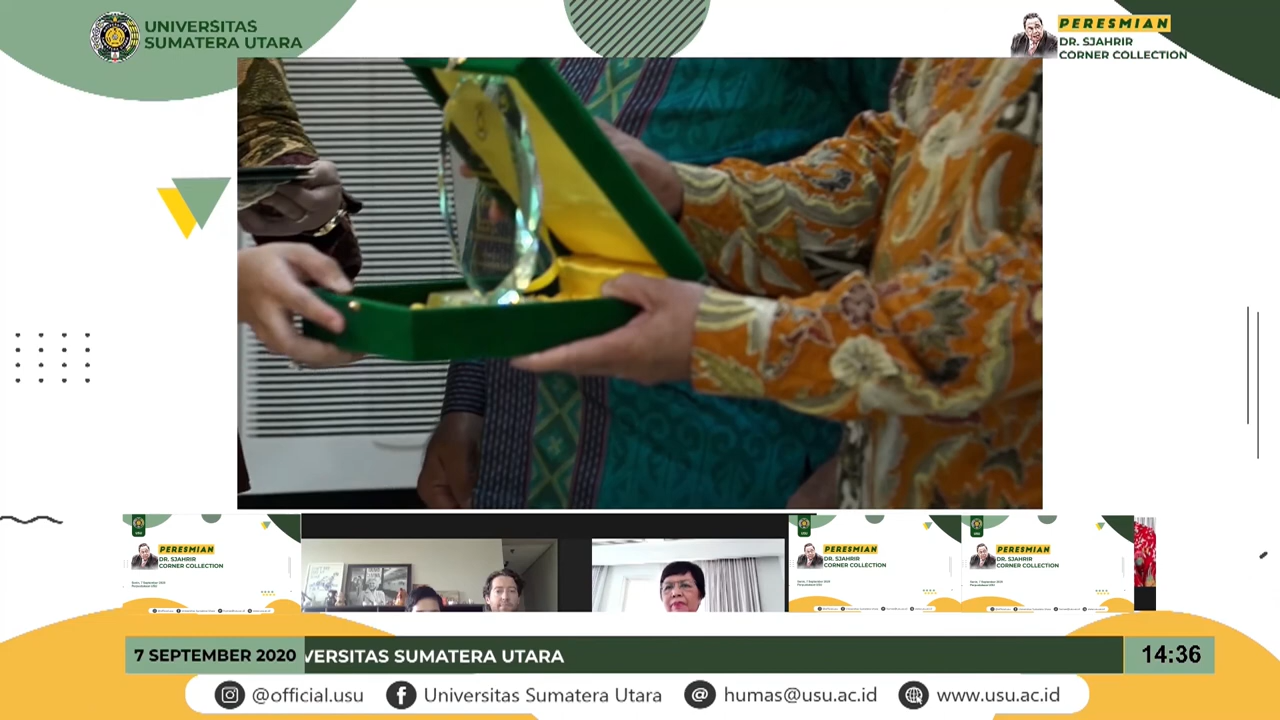 UNIVERSITAS
SUMATERA UTARA
PERESMIAN
DR. SJAHRIR
CORNER COLLECTION
USU
PERESMIAN
DR. SJAHRIR
CORNER COLLECTION
PERESMIAN
DR. SJAHRIR
CORNER COLLECTION
PERESMIAN
DR. SJAHRIR
CORNER COLLECTION
7 SEPTEMBER 2020
VERSITAS SUMATERA UTARA
14:36
@official.usu
Universitas Sumatera Utara
humas@usu.ac.id
www.usu.ac.id